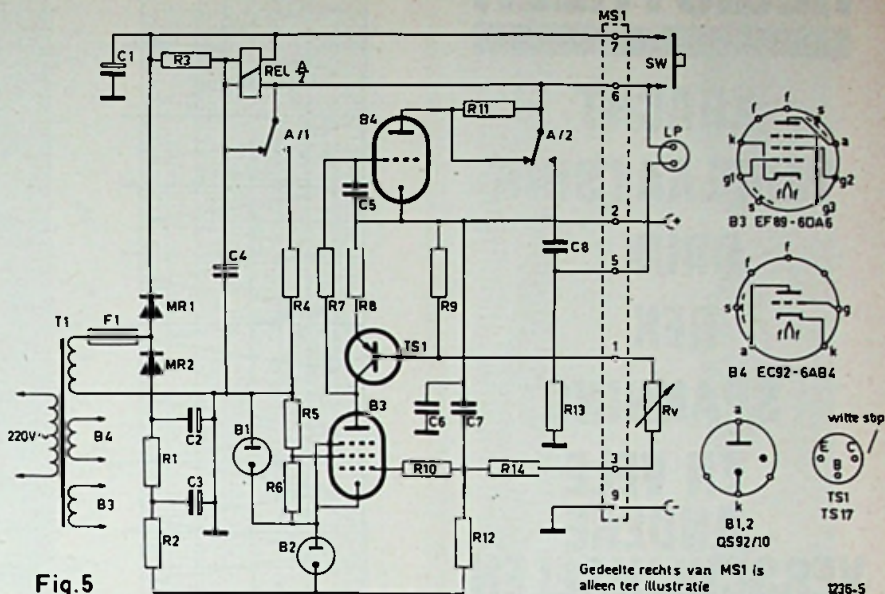 MS1
7
C1
R3
REL A/2
SW
6
R11
B4
LP
A/1
A/2
f
f
s
k
a
g1
g2
s
f
f
g3
B3 EF89-6DA6
C5
2
(+
C4
C8
5
R4
R7
R8
R9
MR1
T1
F1
TS1
1
f
f
s
g
a
k
f
f
B4 EC92-6AB4
MR2
B3
C6
C7
R13
Rv
220V~
B4
C2
B1
R5
witte stip
a
E
C
B
R1
R10
R14
3
B3
C3
R6
9
(-
k
TS1
TS17
B1,2
QS92/10
R2
B2
R12
Fig.5
Gedeelte rechts van MS1 is
alleen ter illustratie
1236-5